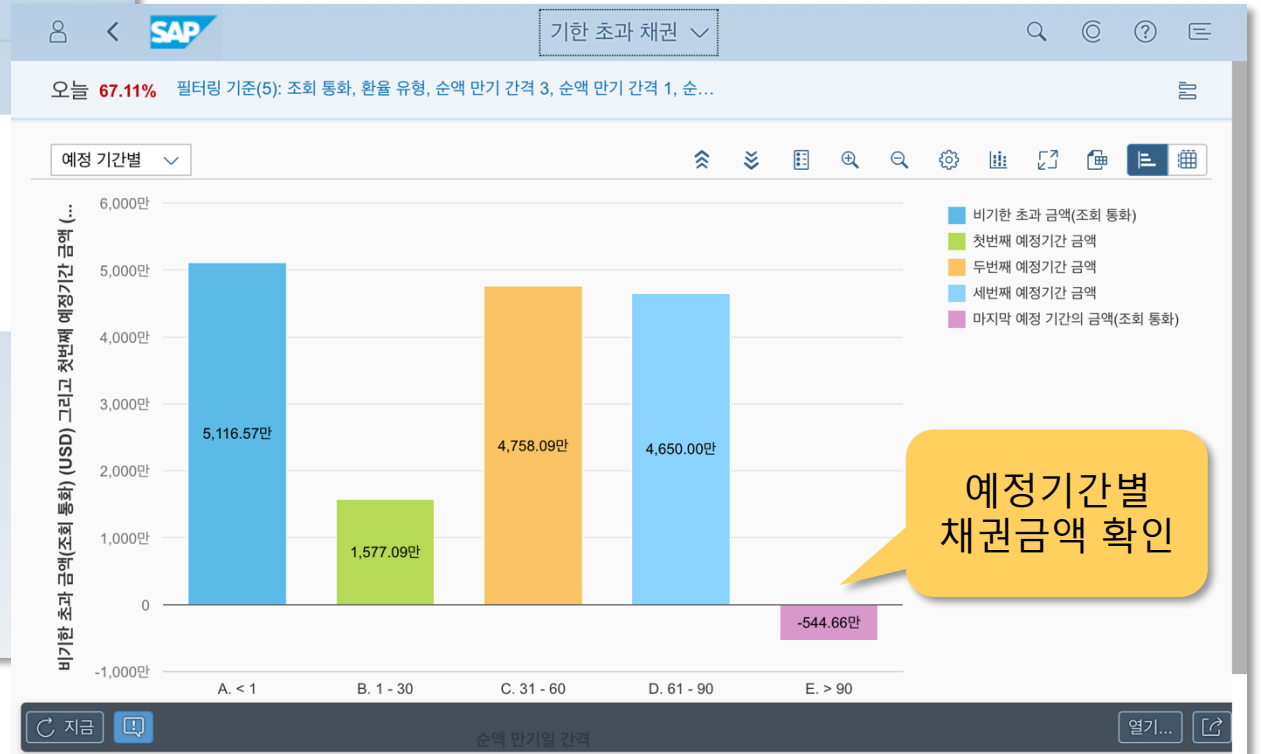 SAP
기한 초과 채권
오늘 67.11% 필터링 기준(5): 조회 통화, 환율 유형, 순액 만기 간격 3, 순액 만기 간격 1, 순...
예정 기간별
비기한 초과 금액(조회 통화) (USD) 그리고 첫번째 예정기간 금액 (...
6,000만
5,000만
4,000만
3,000만
2,000만
1,000만
0
-1,000만
5,116.57만
1,577.09만
4,758.09만
4,650.00만
-544.66만
A. < 1
B. 1 - 30
C. 31 - 60
D. 61 - 90
E. > 90
순액 만기일 간격
비기한 초과 금액(조회 통화)
첫번째 예정기간 금액
두번째 예정기간 금액
세번째 예정기간 금액
마지막 예정 기간의 금액(조회 통화)
예정기간별
채권금액 확인
지금
열기...